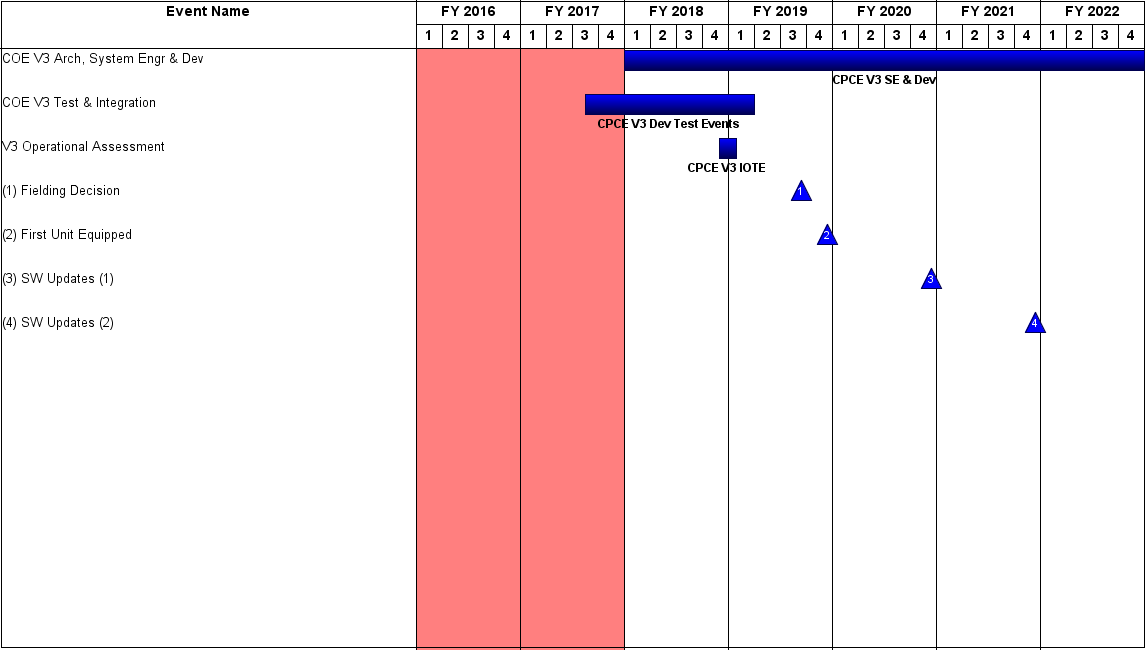 Event Name FY 2016 FY 2017 FY 2018 FY 2019 FY 2020 FY 2021 FY 2022
1 2 3 4 1 2 3 4 1 2 3 4 1 2 3 4 1 2 3 4 1 2 3 4 1 2 3 4
COE V3 Arch, System Engr & Dev
CPCE V3 SE & Dev
COE V3 Test & Integration
CPCE V3 Dev Test Events
V3 Operational Assessment
CPCE V3 IOTE
(1) Fielding Decision 1
(2) First Unit Equipped 2
(3) SW Updates (1) 3
(4) SW Updates (2) 4